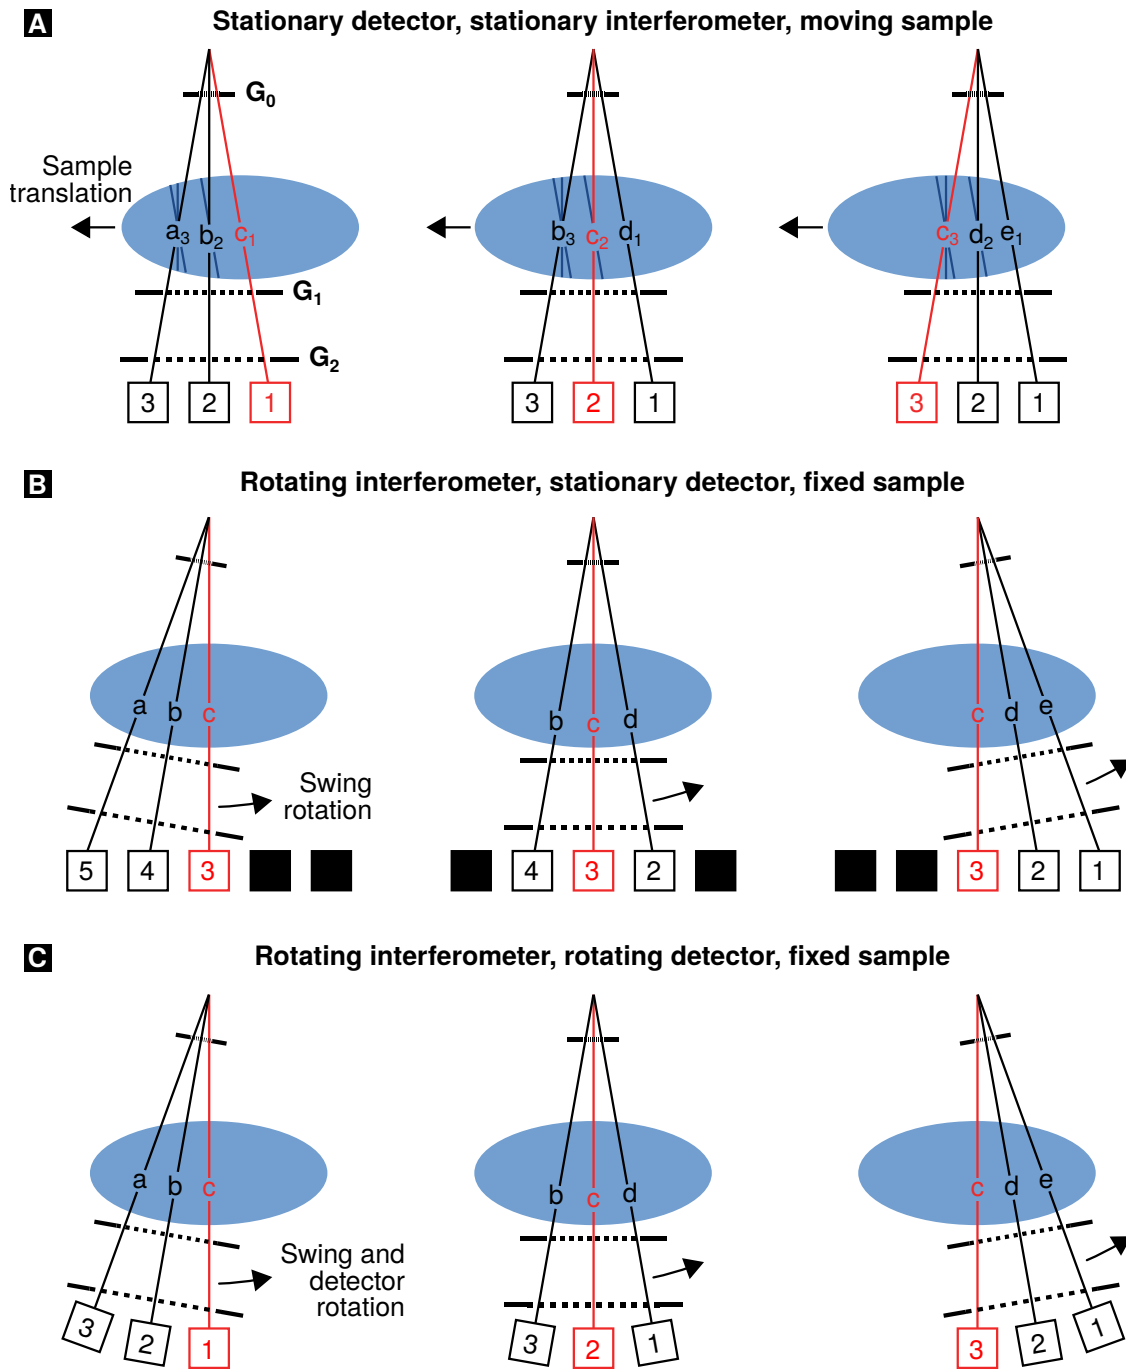 A Stationary detector, stationary interferometer, moving sample
G0
Sample
translation
a3 b2 c1
b3 c2 d1
c3 d2 e1
G1
G2
3 2 1
3 2 1
3 2 1
B Rotating interferometer, stationary detector, fixed sample
a b c
b c d
c d e
Swing
rotation
5 4 3
4 3 2
3 2 1
C Rotating interferometer, rotating detector, fixed sample
a b c
b c d
c d e
Swing and
detector
rotation
3 2 1
3 2 1
3 2 1